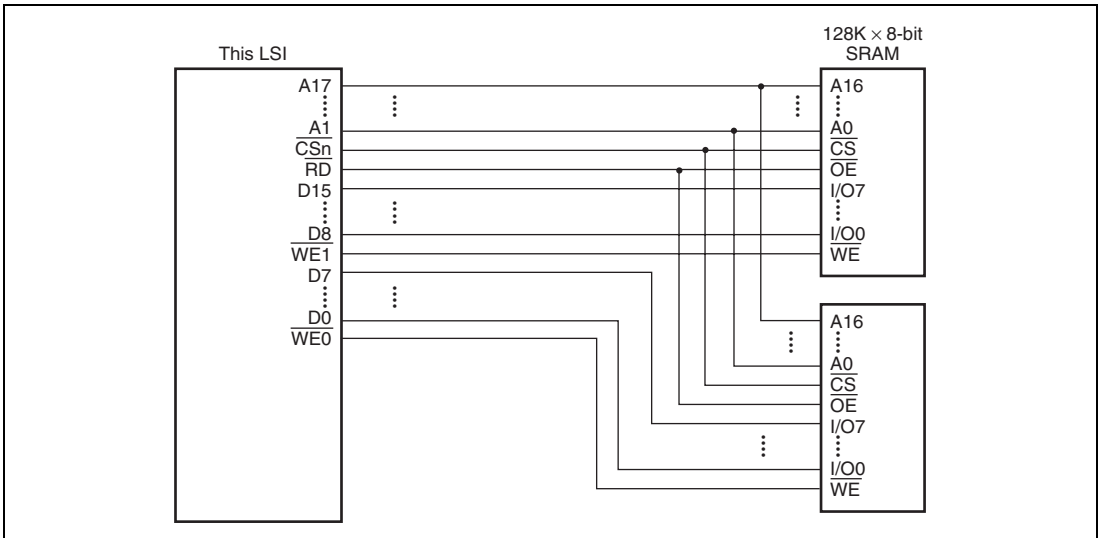 This LSI
A17
A1
CSn
RD
D15
D8
WE1
D7
D0
WE0
128K × 8-bit
SRAM
A16
A0
CS
OE
I/O7
I/O0
WE
A16
A0
CS
OE
I/O7
I/O0
WE